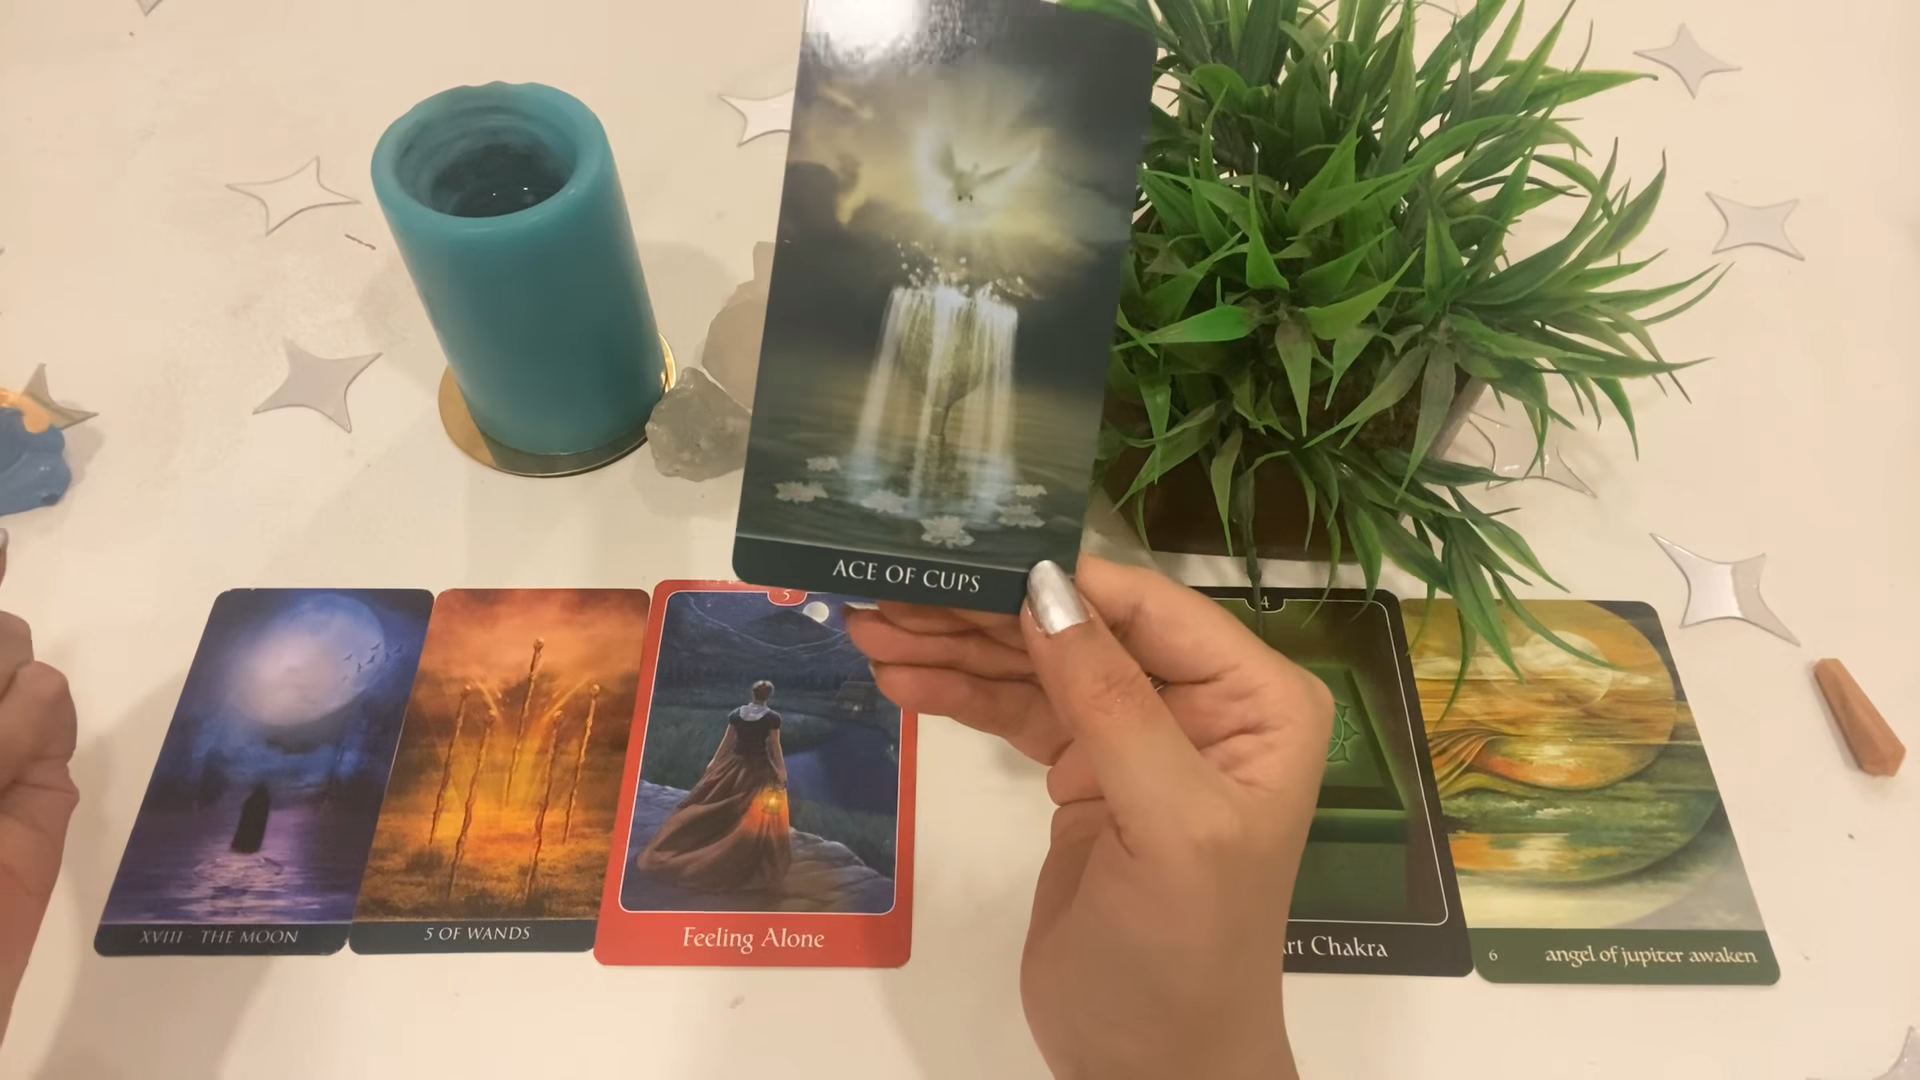 ACE OF CUPS
XVIII - THE MOON
5 OF WANDS
5
Feeling Alone
4
rt Chakra
6 angel of jupiter awaken